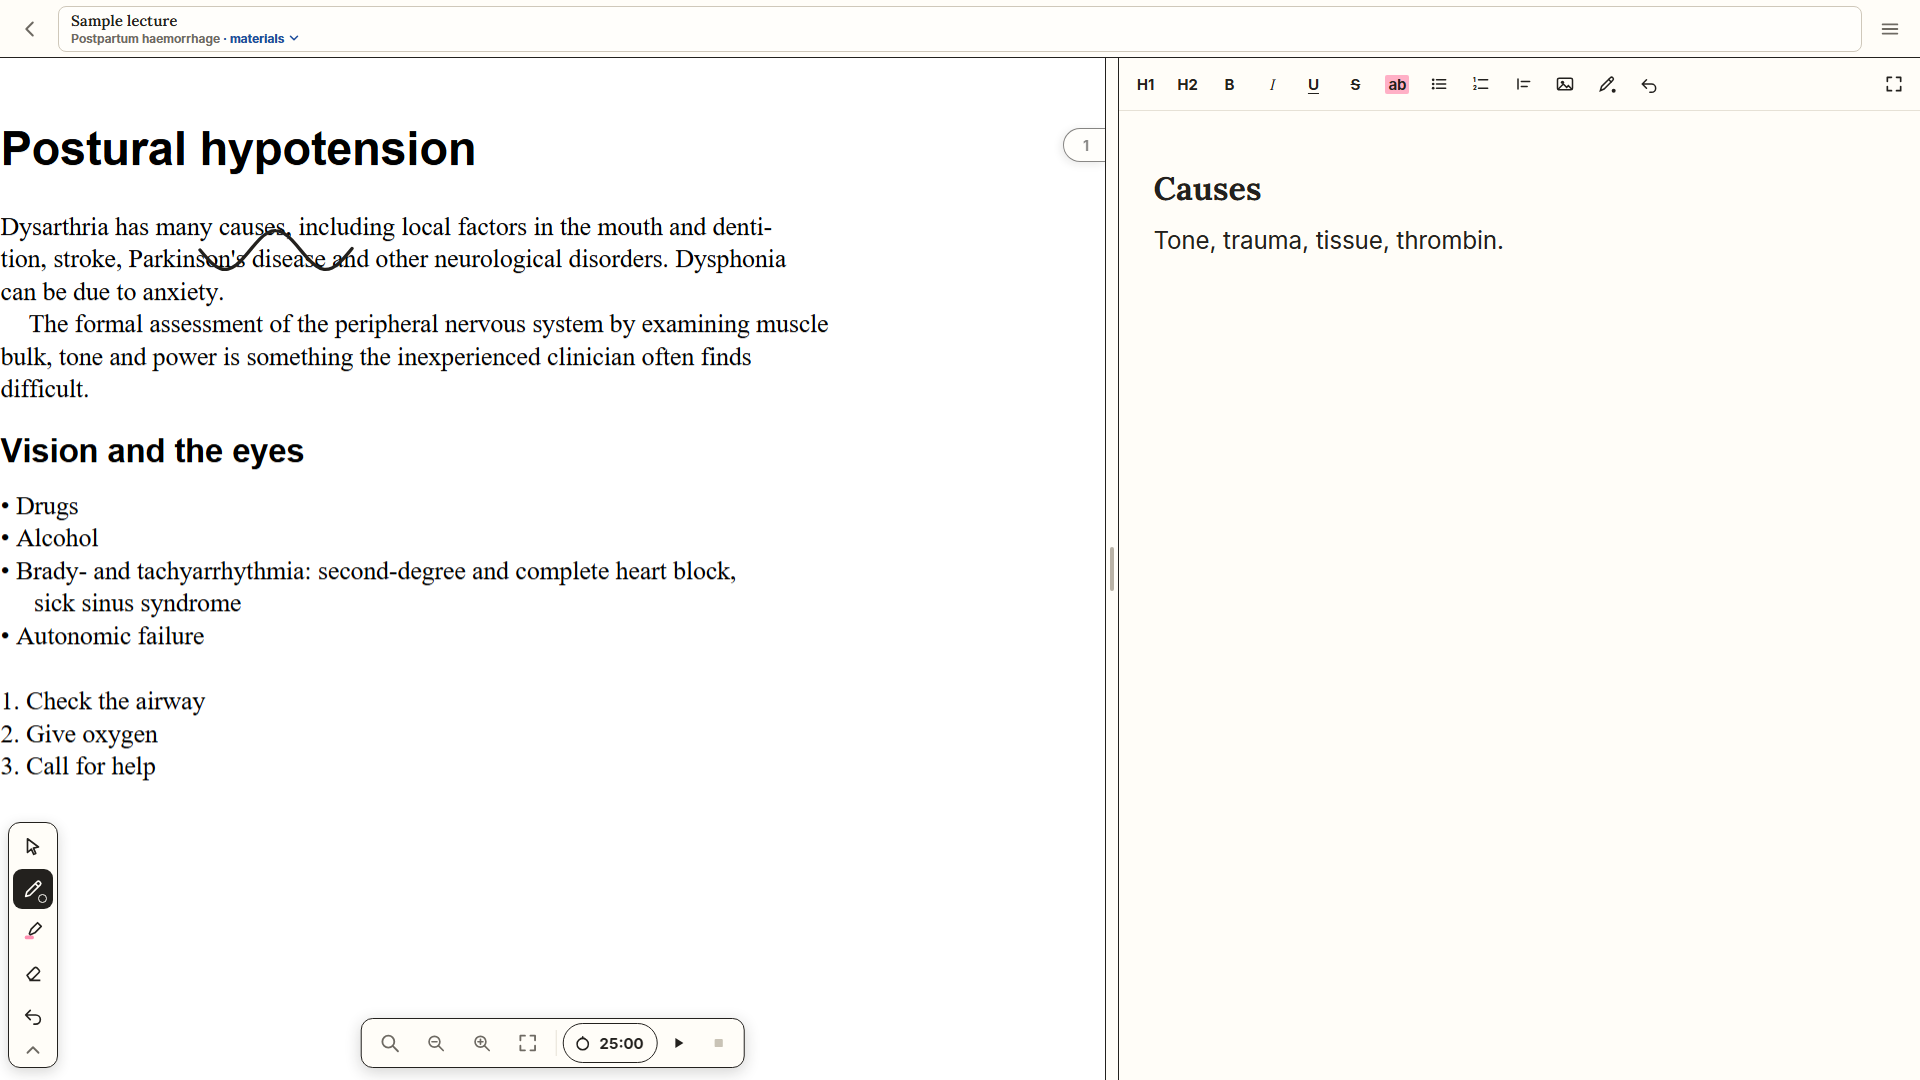 Sample lecture
Postpartum haemorrhage · materials
H1 H2 B I U S ab
Postural hypotension
1
Dysarthria has many causes, including local factors in the mouth and denti-
tion, stroke, Parkinson's disease and other neurological disorders. Dysphonia
can be due to anxiety.
The formal assessment of the peripheral nervous system by examining muscle
bulk, tone and power is something the inexperienced clinician often finds
difficult.
Vision and the eyes
• Drugs
• Alcohol
• Brady- and tachyarrhythmia: second-degree and complete heart block,
sick sinus syndrome
• Autonomic failure
1. Check the airway
2. Give oxygen
3. Call for help
25:00
Causes
Tone, trauma, tissue, thrombin.